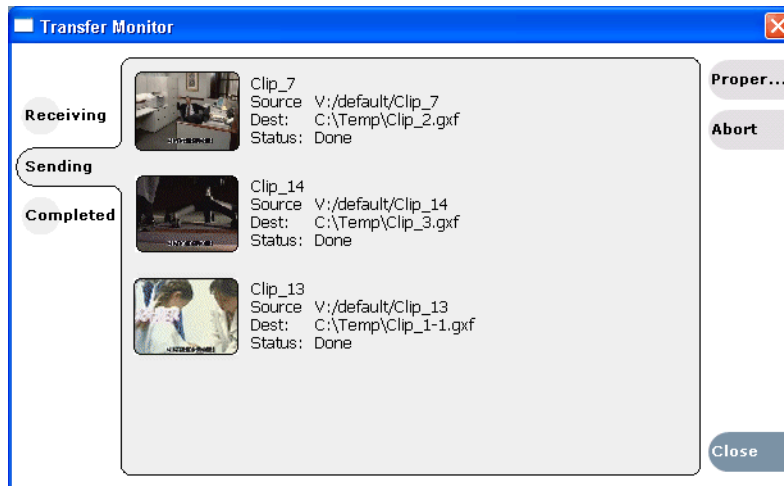 Transfer Monitor
Receiving
Sending
Completed
Clip_7
Source V:/default/Clip_7
Dest: C:\Temp\Clip_2.gxf
Status: Done
Clip_14
Source V:/default/Clip_14
Dest: C:\Temp\Clip_3.gxf
Status: Done
Clip_13
Source V:/default/Clip_13
Dest: C:\Temp\Clip_1-1.gxf
Status: Done
Proper...
Abort
Close